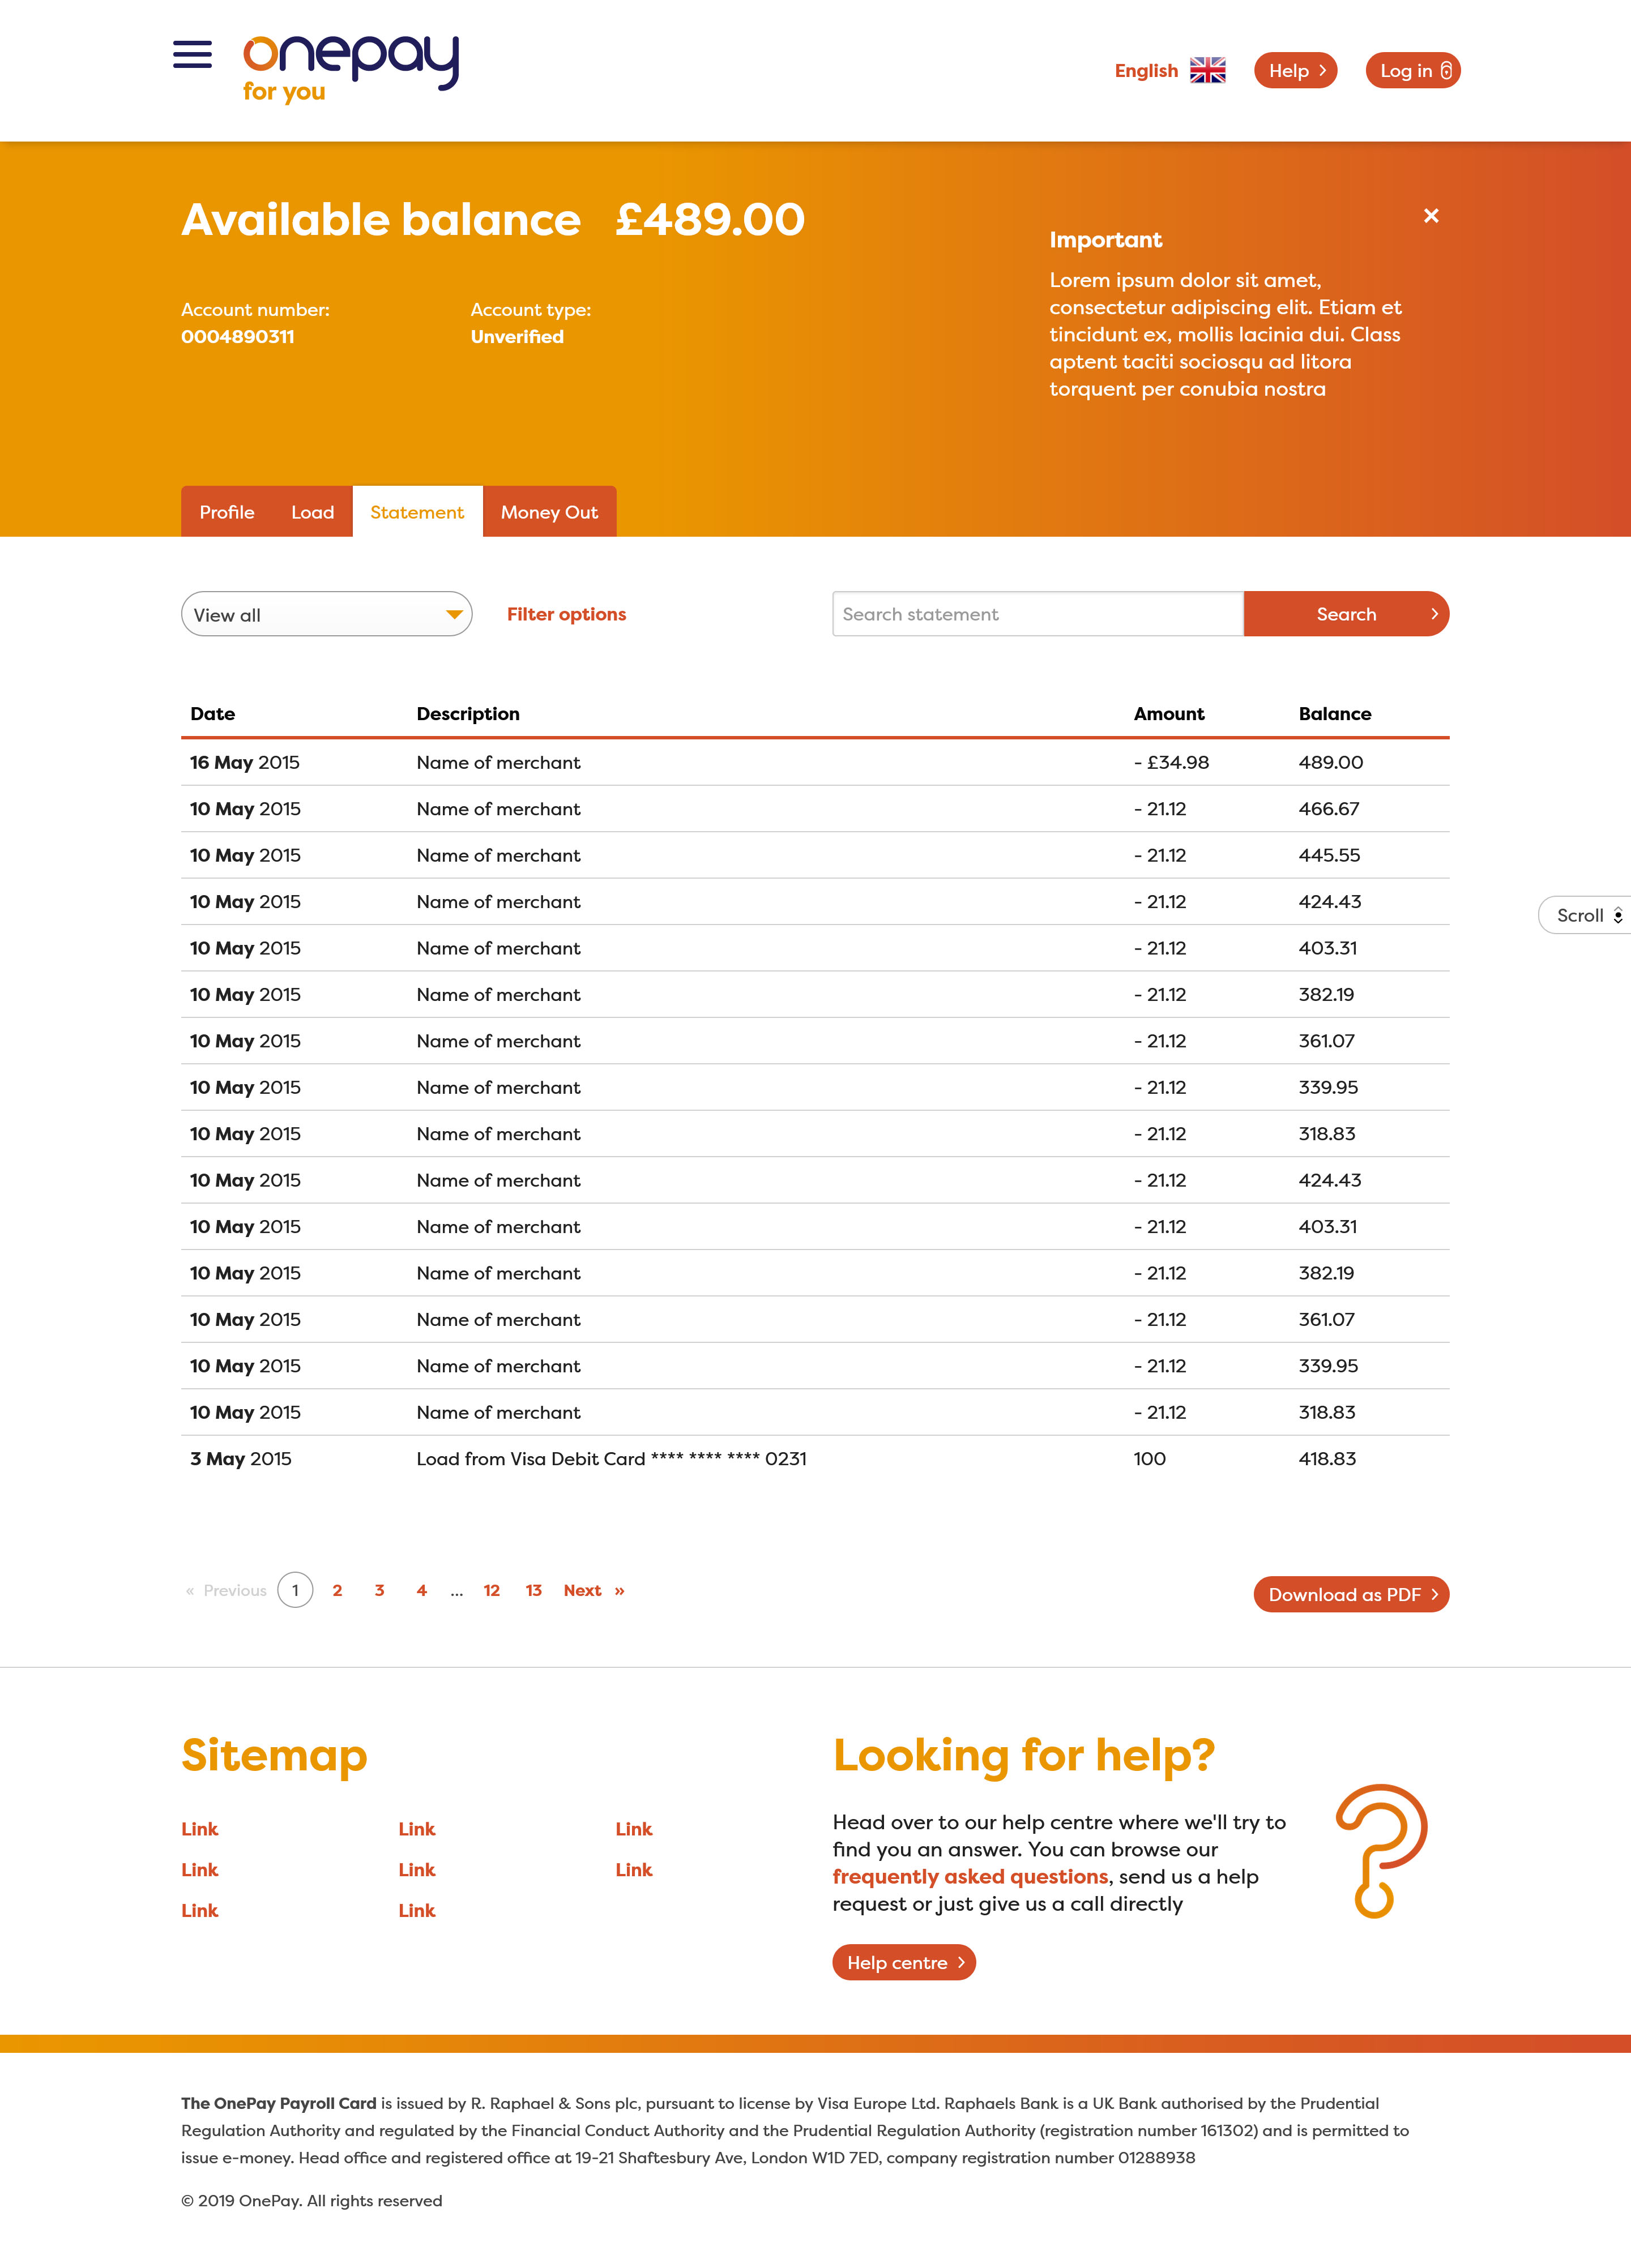 onepay
for you
English
Help
Log in
Available balance £489.00
Important
Lorem ipsum dolor sit amet,
consectetur adipiscing elit. Etiam et
tincidunt ex, mollis lacinia dui. Class
aptent taciti sociosqu ad litora
torquent per conubia nostra
Account number:
0004890311
Account type:
Unverified
Profile Load Statement Money Out
View all
Filter options
Search statement
Search
Date Description Amount Balance
16 May 2015 Name of merchant - £34.98 489.00
10 May 2015 Name of merchant - 21.12 466.67
10 May 2015 Name of merchant - 21.12 445.55
10 May 2015 Name of merchant - 21.12 424.43
Scroll
10 May 2015 Name of merchant - 21.12 403.31
10 May 2015 Name of merchant - 21.12 382.19
10 May 2015 Name of merchant - 21.12 361.07
10 May 2015 Name of merchant - 21.12 339.95
10 May 2015 Name of merchant - 21.12 318.83
10 May 2015 Name of merchant - 21.12 424.43
10 May 2015 Name of merchant - 21.12 403.31
10 May 2015 Name of merchant - 21.12 382.19
10 May 2015 Name of merchant - 21.12 361.07
10 May 2015 Name of merchant - 21.12 339.95
10 May 2015 Name of merchant - 21.12 318.83
3 May 2015 Load from Visa Debit Card **** **** **** 0231 100 418.83
« Previous 1 2 3 4 ... 12 13 Next »
Download as PDF
Sitemap
Link Link Link
Link Link Link
Link Link
Looking for help?
Head over to our help centre where we'll try to
find you an answer. You can browse our
frequently asked questions, send us a help
request or just give us a call directly
Help centre
The OnePay Payroll Card is issued by R. Raphael & Sons plc, pursuant to license by Visa Europe Ltd. Raphaels Bank is a UK Bank authorised by the Prudential
Regulation Authority and regulated by the Financial Conduct Authority and the Prudential Regulation Authority (registration number 161302) and is permitted to
issue e-money. Head office and registered office at 19-21 Shaftesbury Ave, London W1D 7ED, company registration number 01288938
© 2019 OnePay. All rights reserved